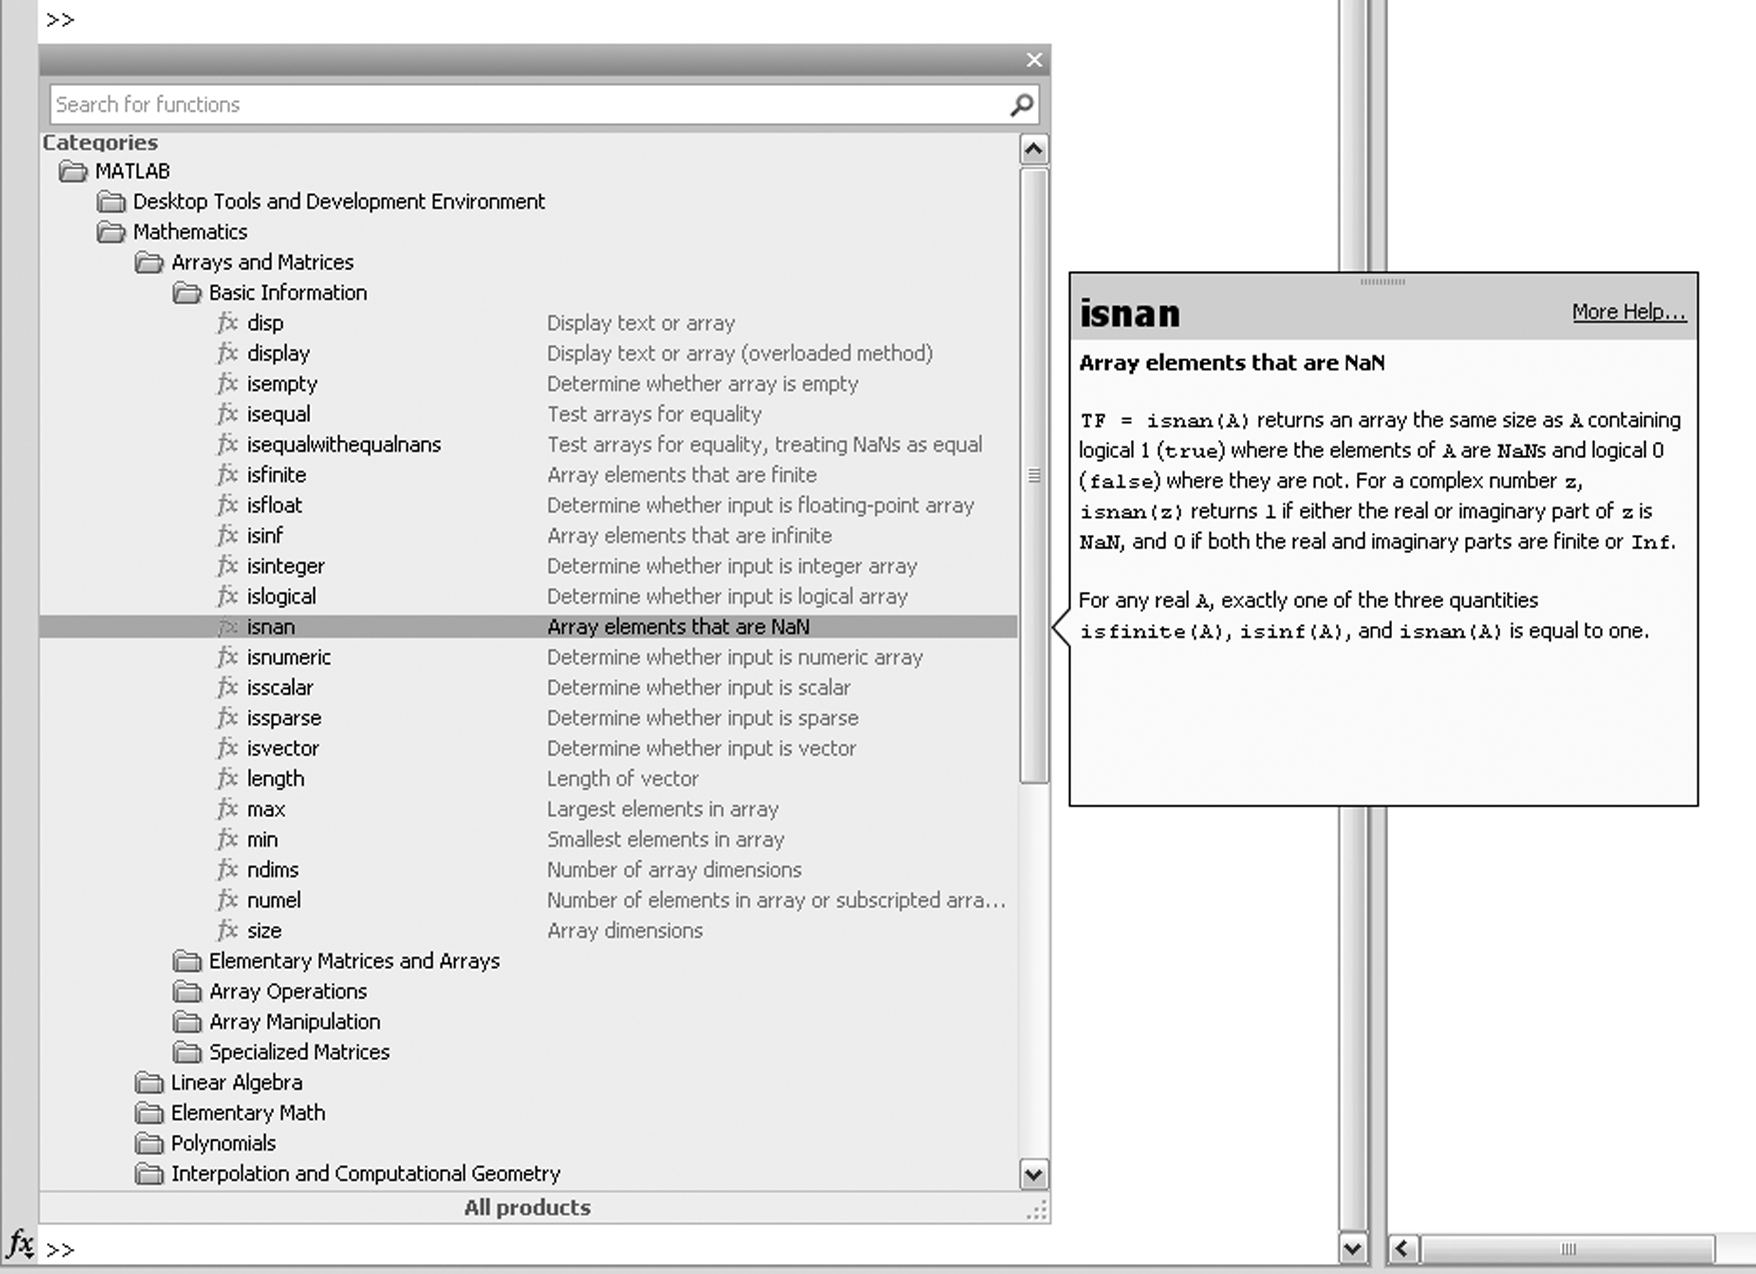 >>
Search for functions
Categories
MATLAB
Desktop Tools and Development Environment
Mathematics
Arrays and Matrices
Basic Information
fx disp Display text or array
fx display Display text or array (overloaded method)
fx isempty Determine whether array is empty
fx isequal Test arrays for equality
fx isequalwithequalnans Test arrays for equality, treating NaNs as equal
fx isfinite Array elements that are finite
fx isfloat Determine whether input is floating-point array
fx isinf Array elements that are infinite
fx isinteger Determine whether input is integer array
fx islogical Determine whether input is logical array
fx isnan Array elements that are NaN
fx isnumeric Determine whether input is numeric array
fx isscalar Determine whether input is scalar
fx issparse Determine whether input is sparse
fx isvector Determine whether input is vector
fx length Length of vector
fx max Largest elements in array
fx min Smallest elements in array
fx ndims Number of array dimensions
fx numel Number of elements in array or subscripted arra...
fx size Array dimensions
Elementary Matrices and Arrays
Array Operations
Array Manipulation
Specialized Matrices
Linear Algebra
Elementary Math
Polynomials
Interpolation and Computational Geometry
All products
fx >>
isnan More Help...
Array elements that are NaN
TF = isnan(A) returns an array the same size as A containing
logical 1 (true) where the elements of A are NaNs and logical 0
(false) where they are not. For a complex number z,
isnan(z) returns 1 if either the real or imaginary part of z is
NaN, and 0 if both the real and imaginary parts are finite or Inf.
For any real A, exactly one of the three quantities
isfinite(A), isinf(A), and isnan(A) is equal to one.